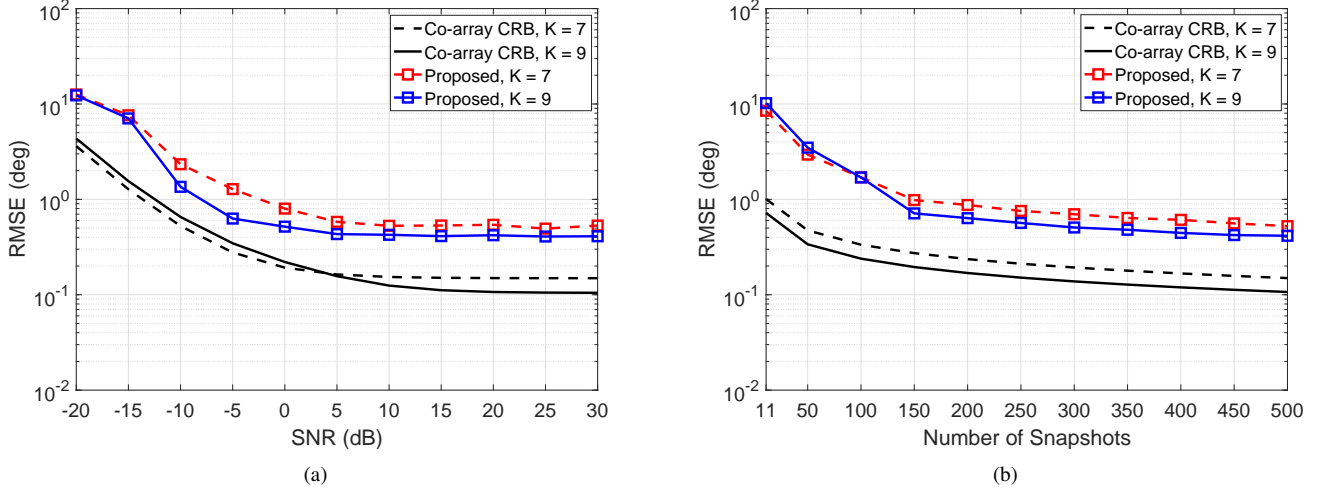 10^2
10^1
10^0
10^-1
10^-2
RMSE (deg)
-20 -15 -10 -5 0 5 10 15 20 25 30
SNR (dB)
Co-array CRB, K = 7
Co-array CRB, K = 9
Proposed, K = 7
Proposed, K = 9
(a)
10^2
10^1
10^0
10^-1
10^-2
RMSE (deg)
11 50 100 150 200 250 300 350 400 450 500
Number of Snapshots
Co-array CRB, K = 7
Co-array CRB, K = 9
Proposed, K = 7
Proposed, K = 9
(b)